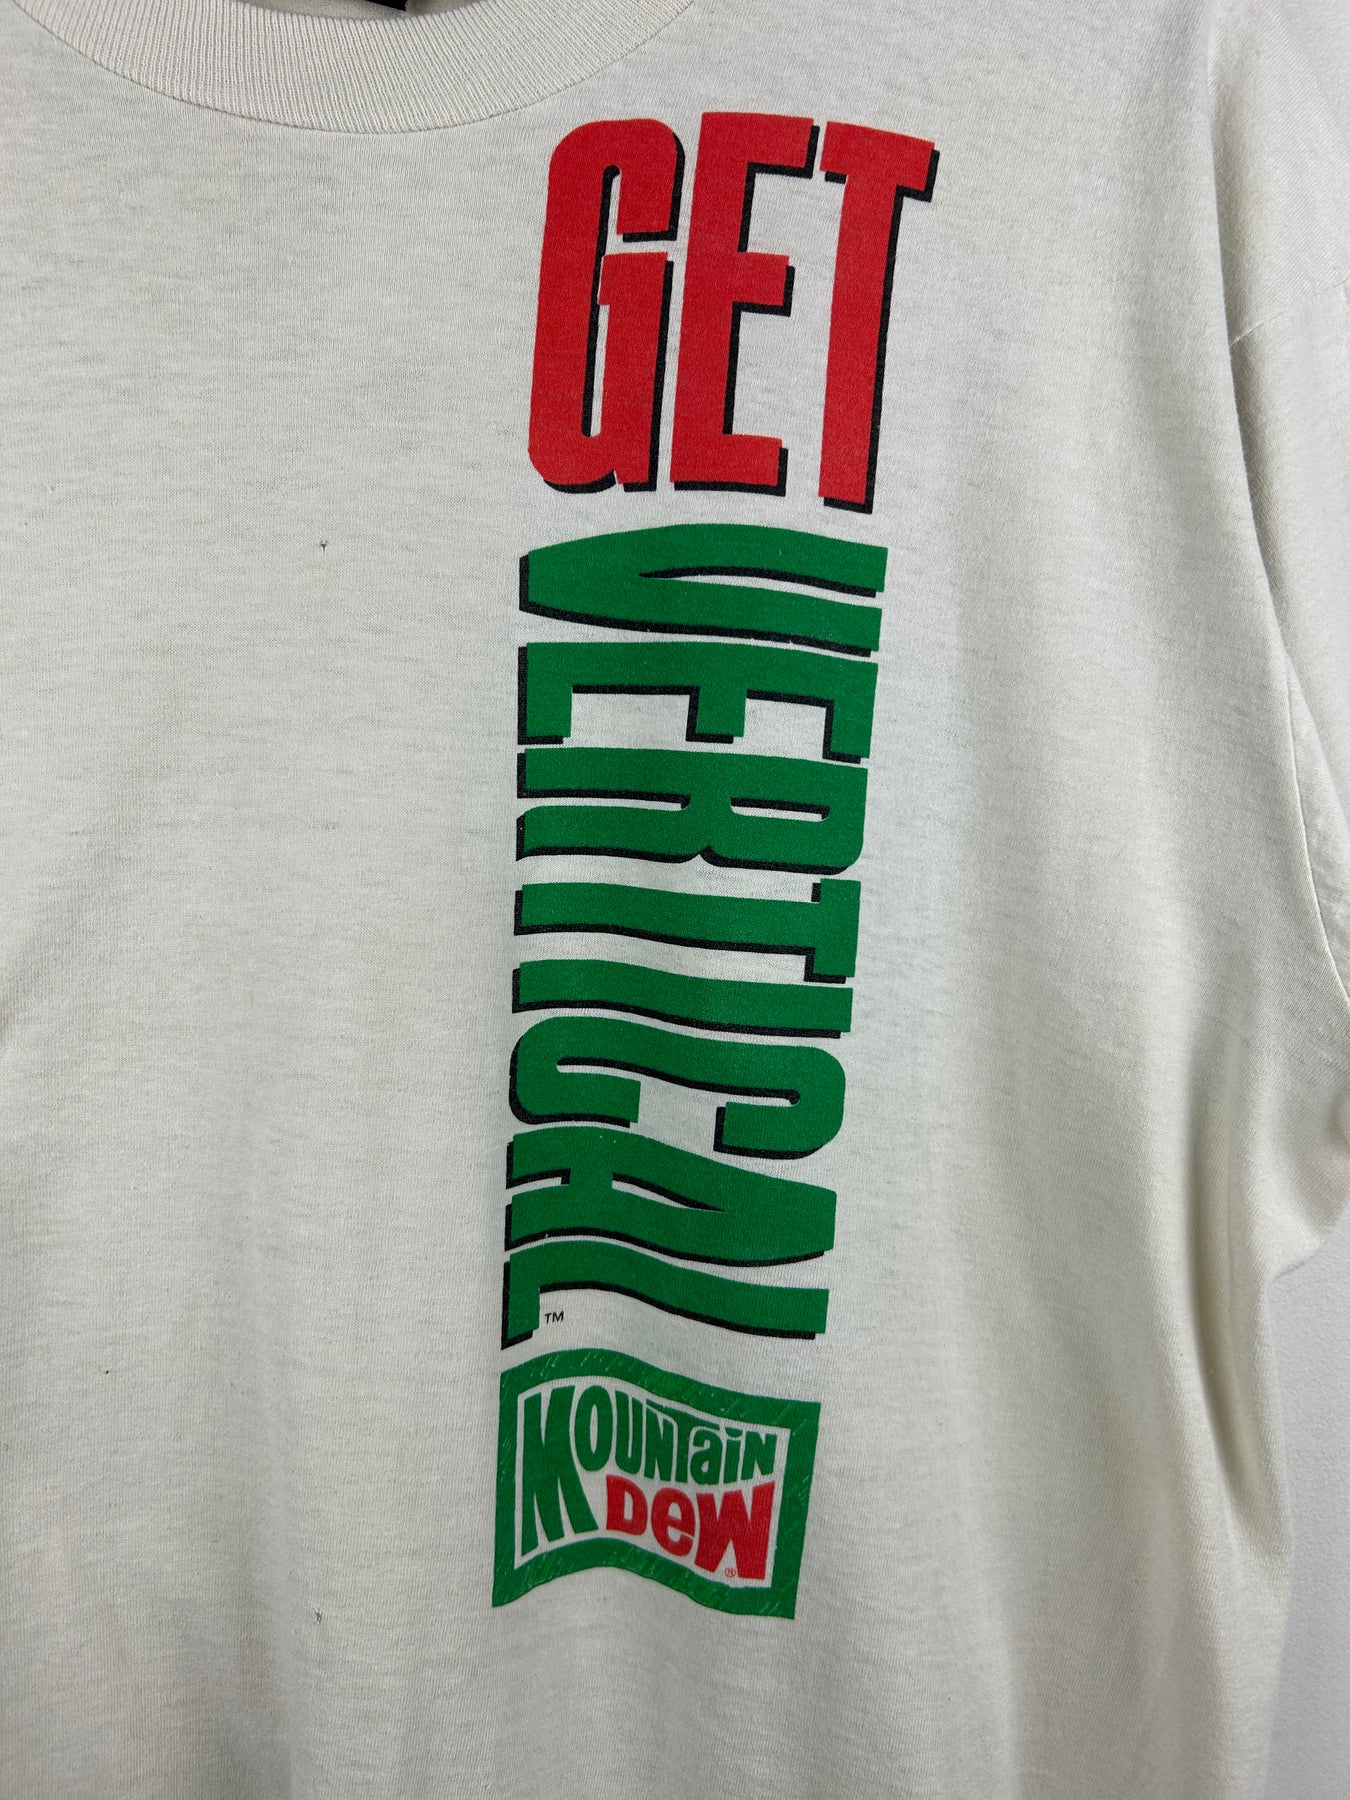 GET
VERTICAL™
MOUNTaiN
DeW®